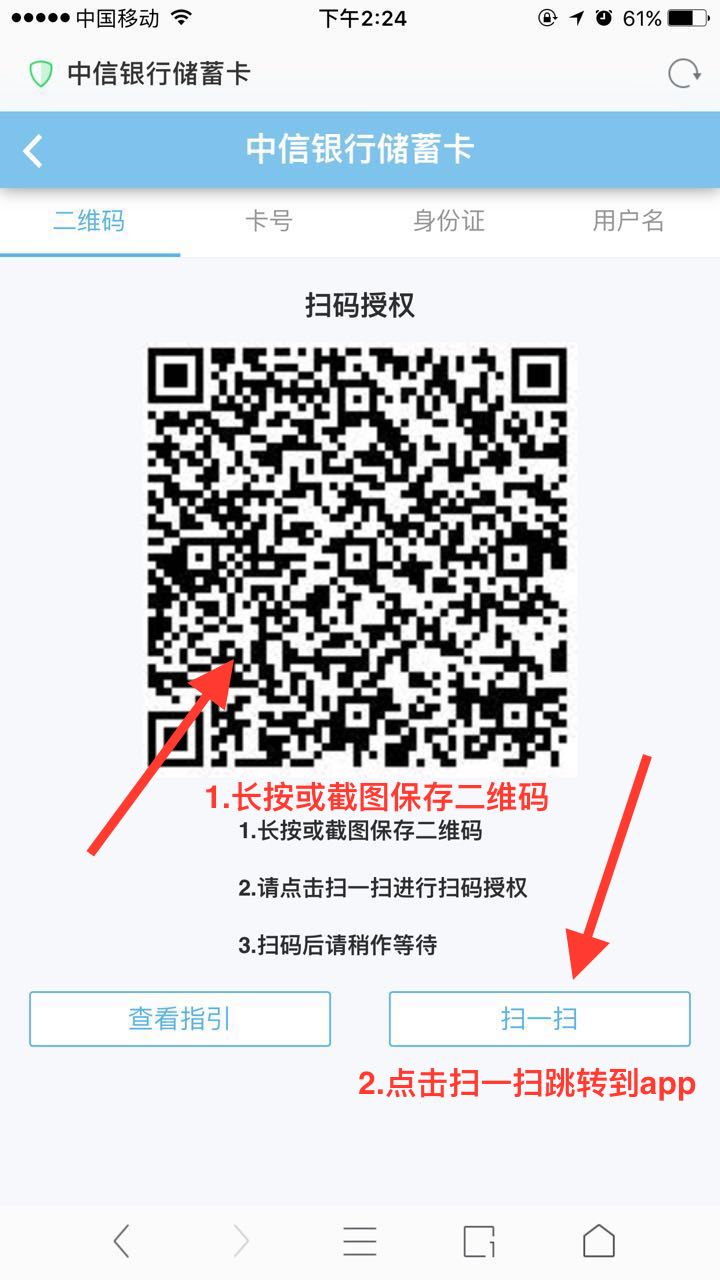 中国移动 下午2:24 61%
中信银行储蓄卡
中信银行储蓄卡
二维码 卡号 身份证 用户名
扫码授权
1.长按或截图保存二维码
1.长按或截图保存二维码
2.请点击扫一扫进行扫码授权
3.扫码后请稍作等待
查看指引 扫一扫
2.点击扫一扫跳转到app